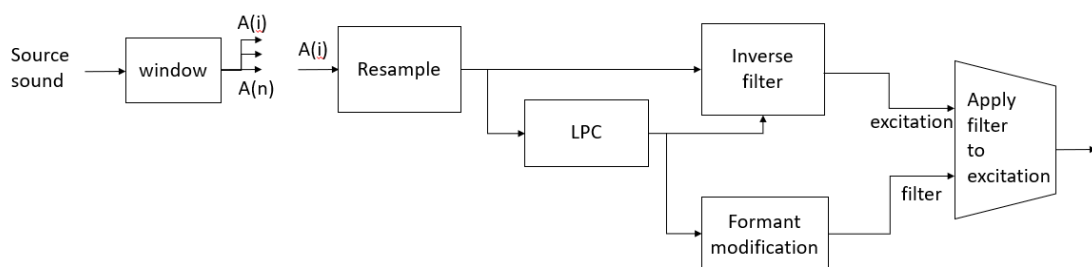 Source
sound
window
A(i)
A(n)
A(i)
Resample
LPC
Inverse
filter
Formant
modification
excitation
filter
Apply
filter
to
excitation